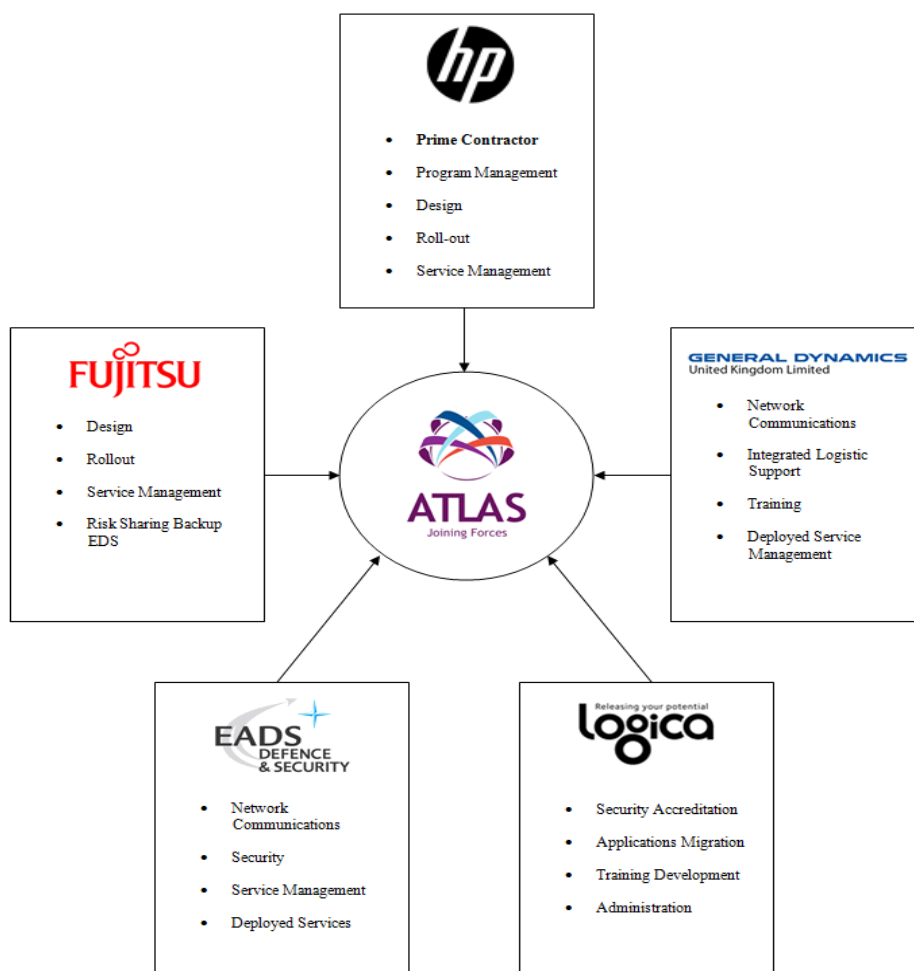 hp
• Prime Contractor
• Program Management
• Design
• Roll-out
• Service Management
FUJITSU
• Design
• Rollout
• Service Management
• Risk Sharing Backup
EDS
GENERAL DYNAMICS
United Kingdom Limited
• Network
Communications
• Integrated Logistic
Support
• Training
• Deployed Service
Management
ATLAS
Joining Forces
EADS
DEFENCE
& SECURITY
• Network
Communications
• Security
• Service Management
• Deployed Services
Releasing your potential
logica
• Security Accreditation
• Applications Migration
• Training Development
• Administration